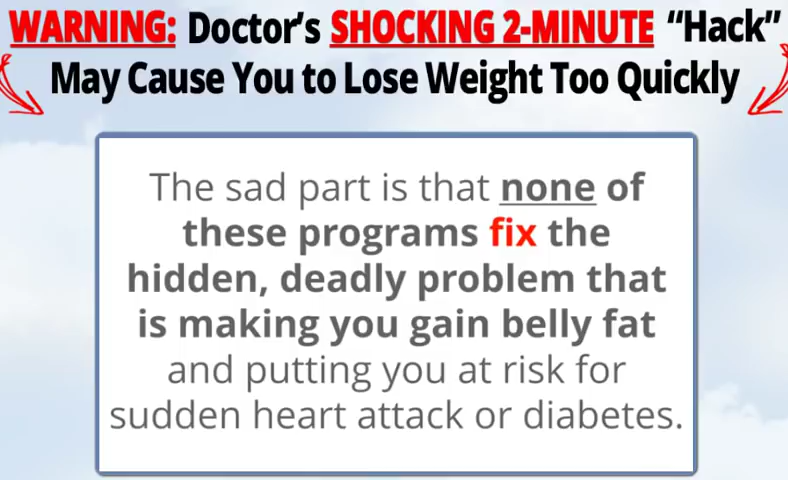 WARNING: Doctor's SHOCKING 2-MINUTE “Hack”
May Cause You to Lose Weight Too Quickly
The sad part is that none of
these programs fix the
hidden, deadly problem that
is making you gain belly fat
and putting you at risk for
sudden heart attack or diabetes.